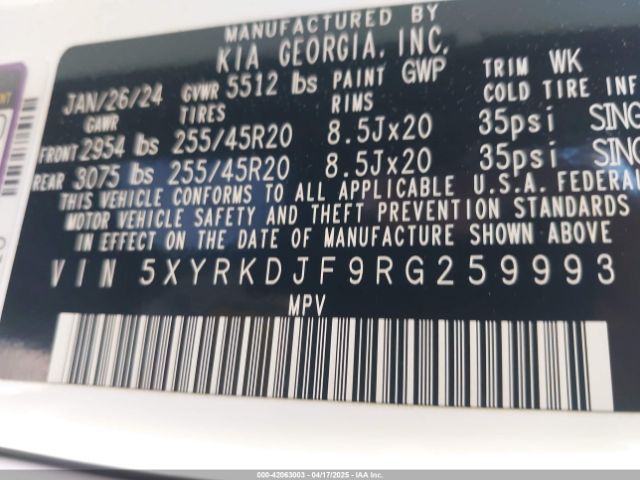 MANUFACTURED BY
KIA GEORGIA, INC.
JAN/26/24 GVWR 5512 lbs PAINT GWP TRIM WK
GAWR TIRES RIMS COLD TIRE INF
FRONT 2954 lbs 255/45R20 8.5Jx20 35psi SING
REAR 3075 lbs 255/45R20 8.5Jx20 35psi SING
THIS VEHICLE CONFORMS TO ALL APPLICABLE U.S.A. FEDERAL
MOTOR VEHICLE SAFETY AND THEFT PREVENTION STANDARDS
IN EFFECT ON THE DATE OF MANUFACTURE SHOWN ABOVE
VIN 5XYRKDJF9RG259993
MPV
000-42063003 — 04/17/2025 — IAA Inc.